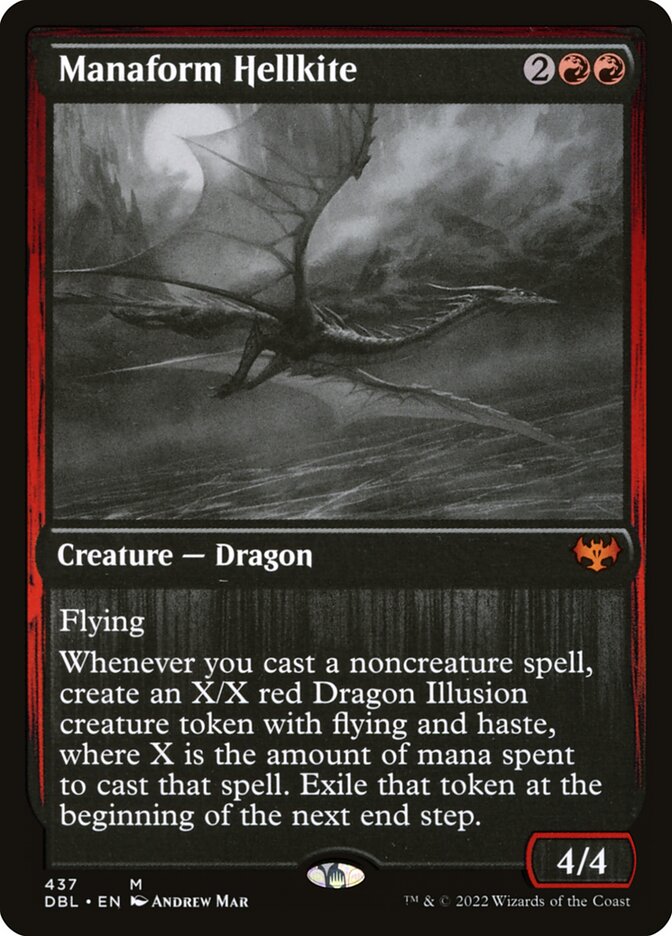 Manaform Hellkite 2
Creature — Dragon
Flying
Whenever you cast a noncreature spell,
create an X/X red Dragon Illusion
creature token with flying and haste,
where X is the amount of mana spent
to cast that spell. Exile that token at the
beginning of the next end step.
4/4
437 M
DBL • EN Andrew Mar ™ & © 2022 Wizards of the Coast